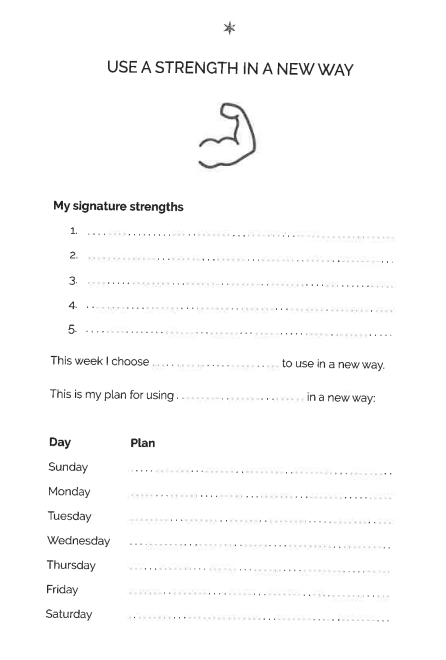 USE A STRENGTH IN A NEW WAY
My signature strengths
1. ........................................
2. ........................................
3. ........................................
4. ........................................
5. ........................................
This week I choose ........................ to use in a new way.
This is my plan for using ........................ in a new way:
Day Plan
Sunday ........................................
Monday ........................................
Tuesday ........................................
Wednesday ........................................
Thursday ........................................
Friday ........................................
Saturday ........................................